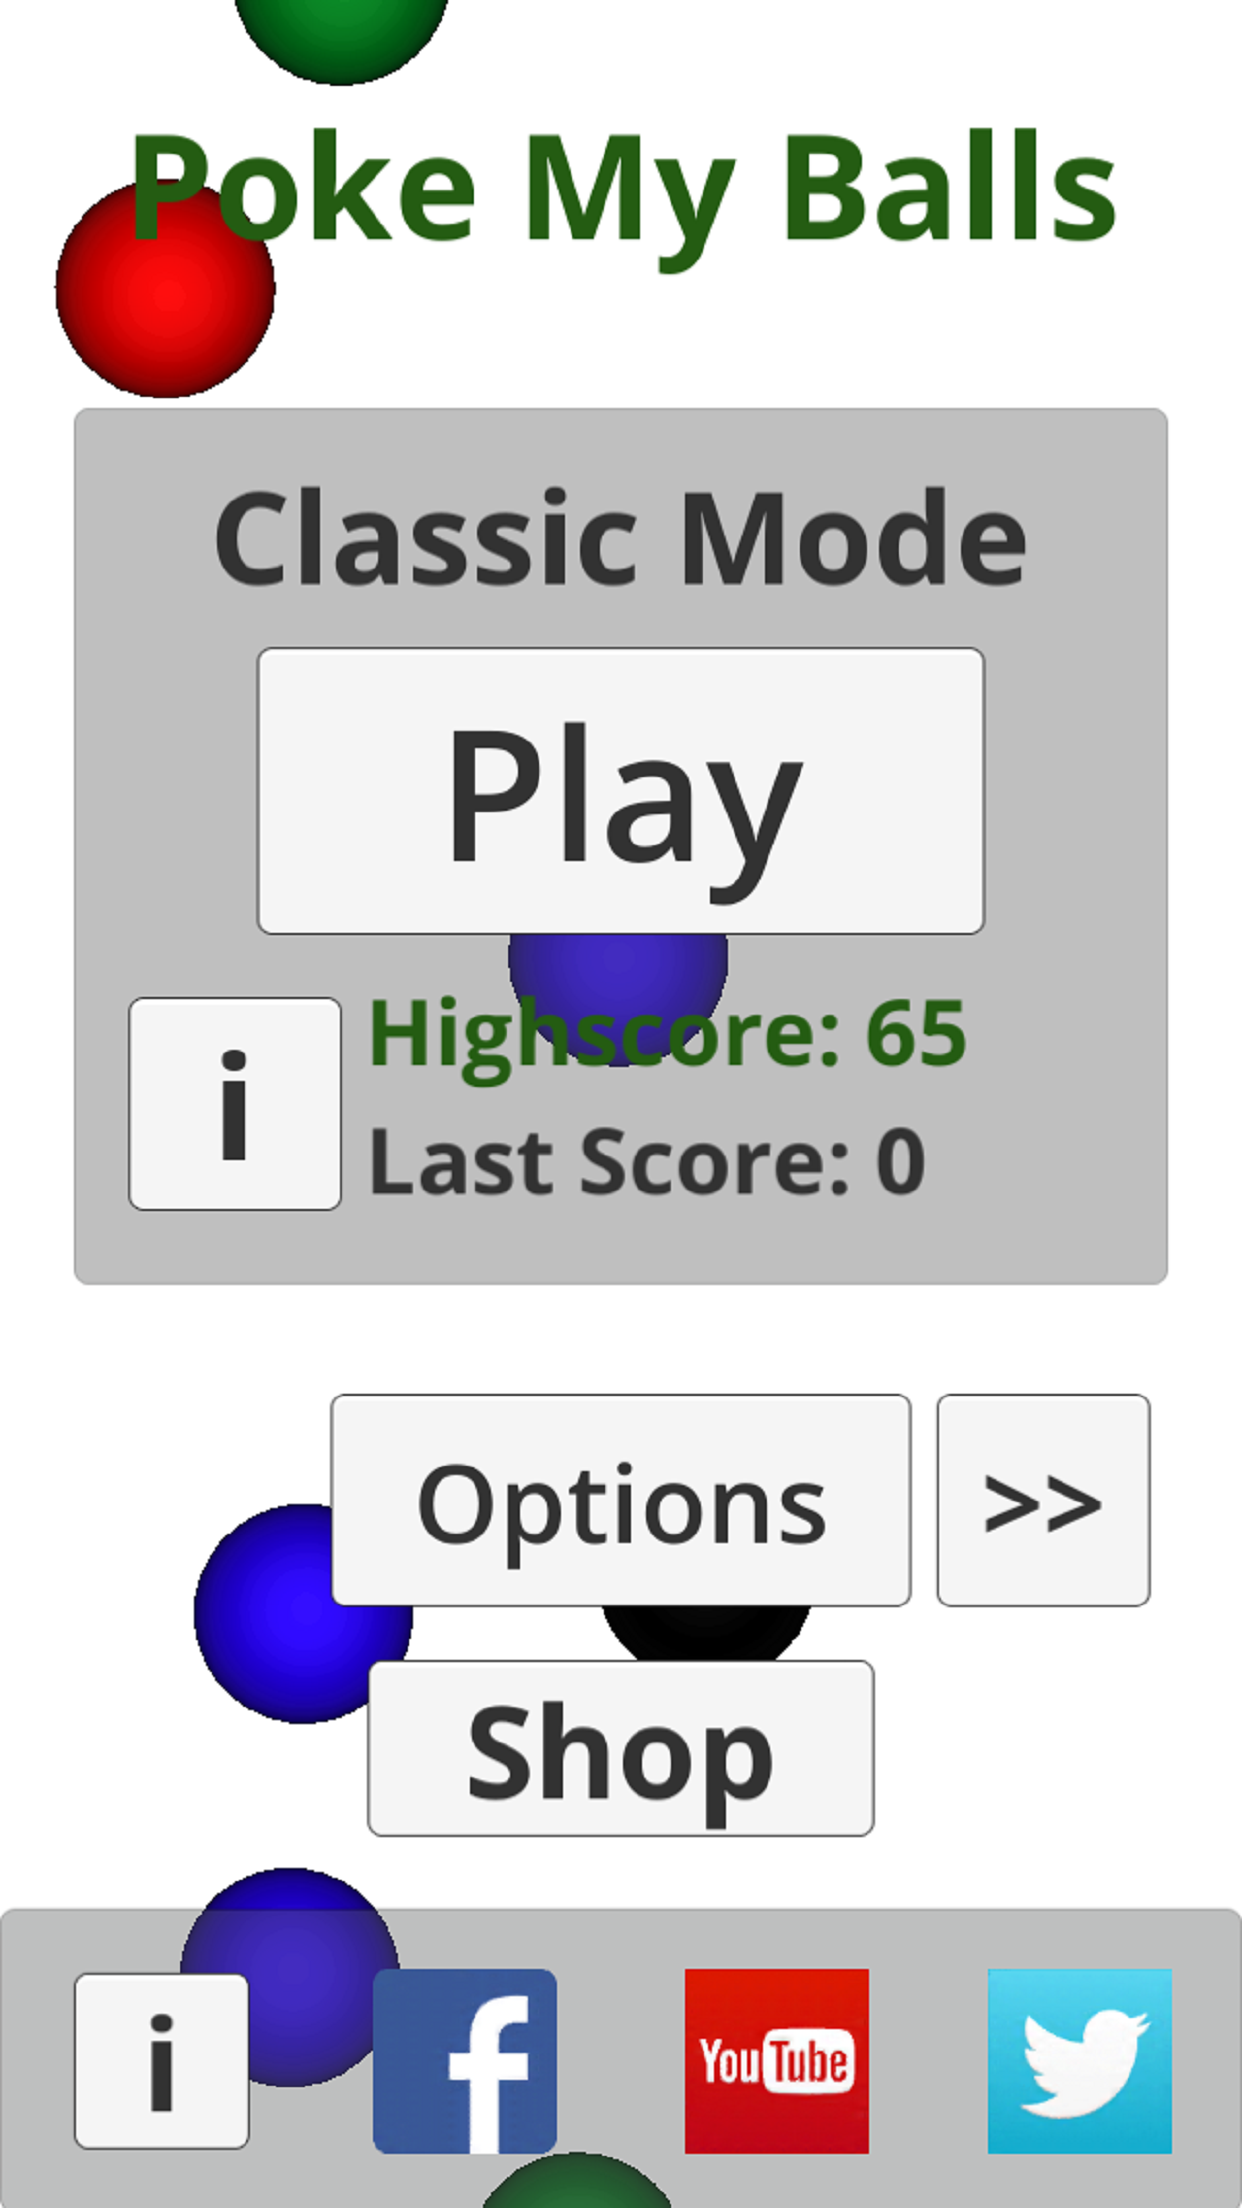 Poke My Balls
Classic Mode
Play
i
Highscore: 65
Last Score: 0
Options
>>
Shop
i
f
YouTube